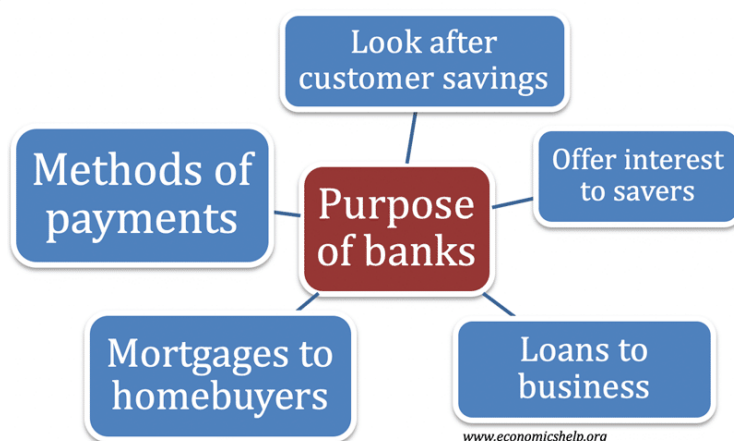 Look after
customer savings
Methods of
payments
Purpose
of banks
Offer interest
to savers
Mortgages to
homebuyers
Loans to
business
www.economicshelp.org